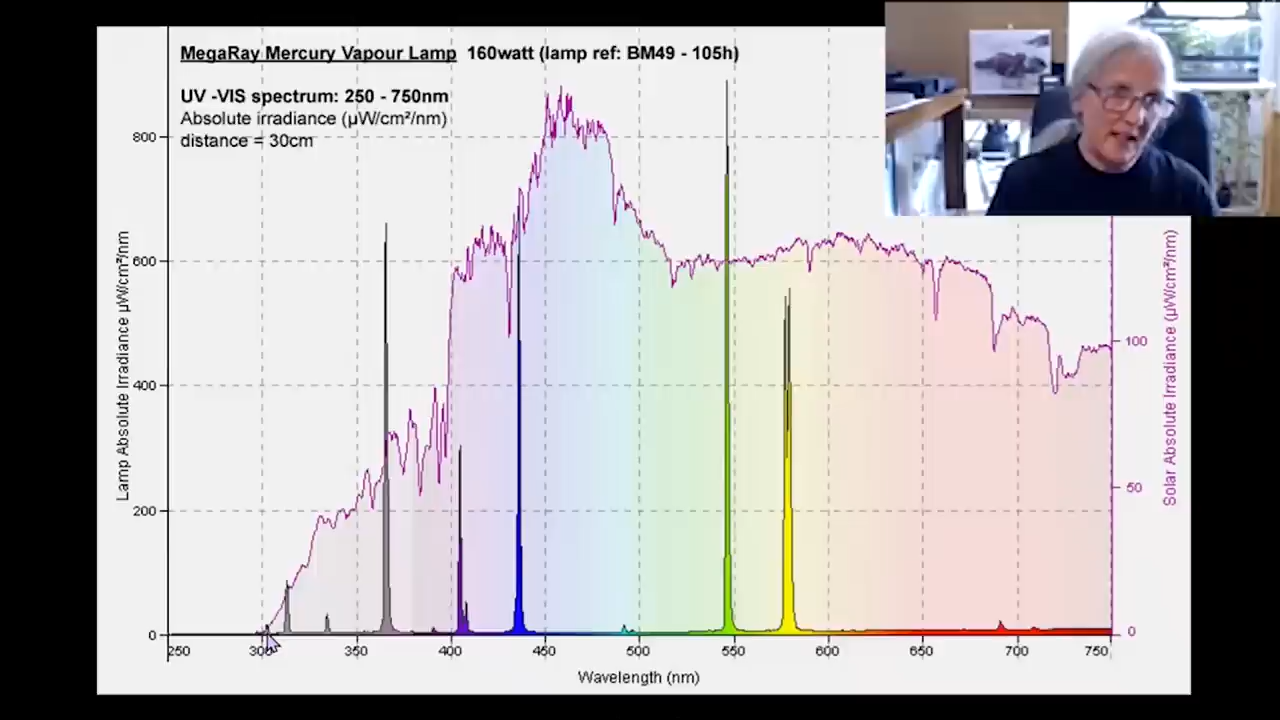 MegaRay Mercury Vapour Lamp 160watt (lamp ref: BM49 - 105h)
UV -VIS spectrum: 250 - 750nm
Absolute irradiance (µW/cm²/nm)
distance = 30cm
Lamp Absolute Irradiance µW/cm²/nm
800
600
400
200
0
Solar Absolute Irradiance (µW/cm²/nm)
100
50
0
250
300
350
400
450
500
550
600
650
700
750
Wavelength (nm)